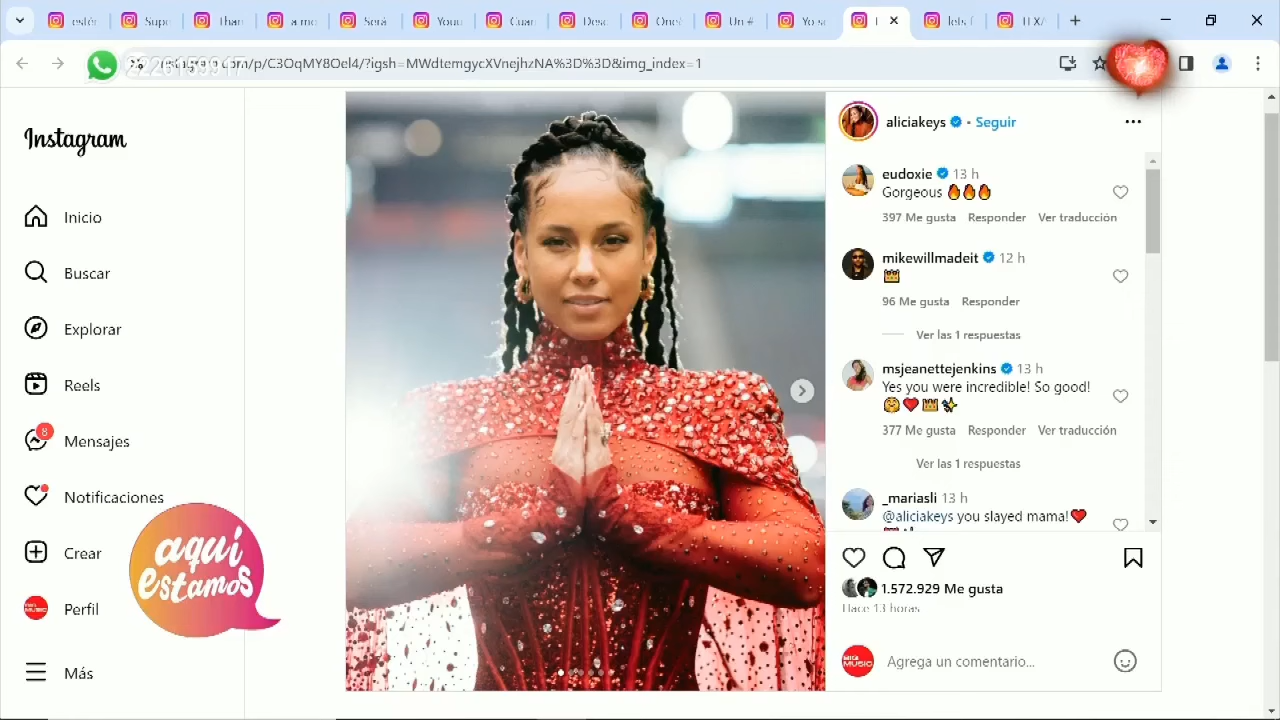 Instagram
Inicio
Buscar
Explorar
Reels
8
Mensajes
Notificaciones
Crear
Perfil
Más
aquí
estamos
aliciakeys • Seguir
eudoxie 13 h
Gorgeous 🔥🔥🔥
397 Me gusta Responder Ver traducción
mikewillmadeit 12 h
👑
96 Me gusta Responder
Ver las 1 respuestas
msjeanettejenkins 13 h
Yes you were incredible! So good!
🤗❤️👑✨
377 Me gusta Responder Ver traducción
Ver las 1 respuestas
_mariasli 13 h
@aliciakeys you slayed mama!❤️
1.572.929 Me gusta
Hace 13 horas
MUSIC
Agrega un comentario...